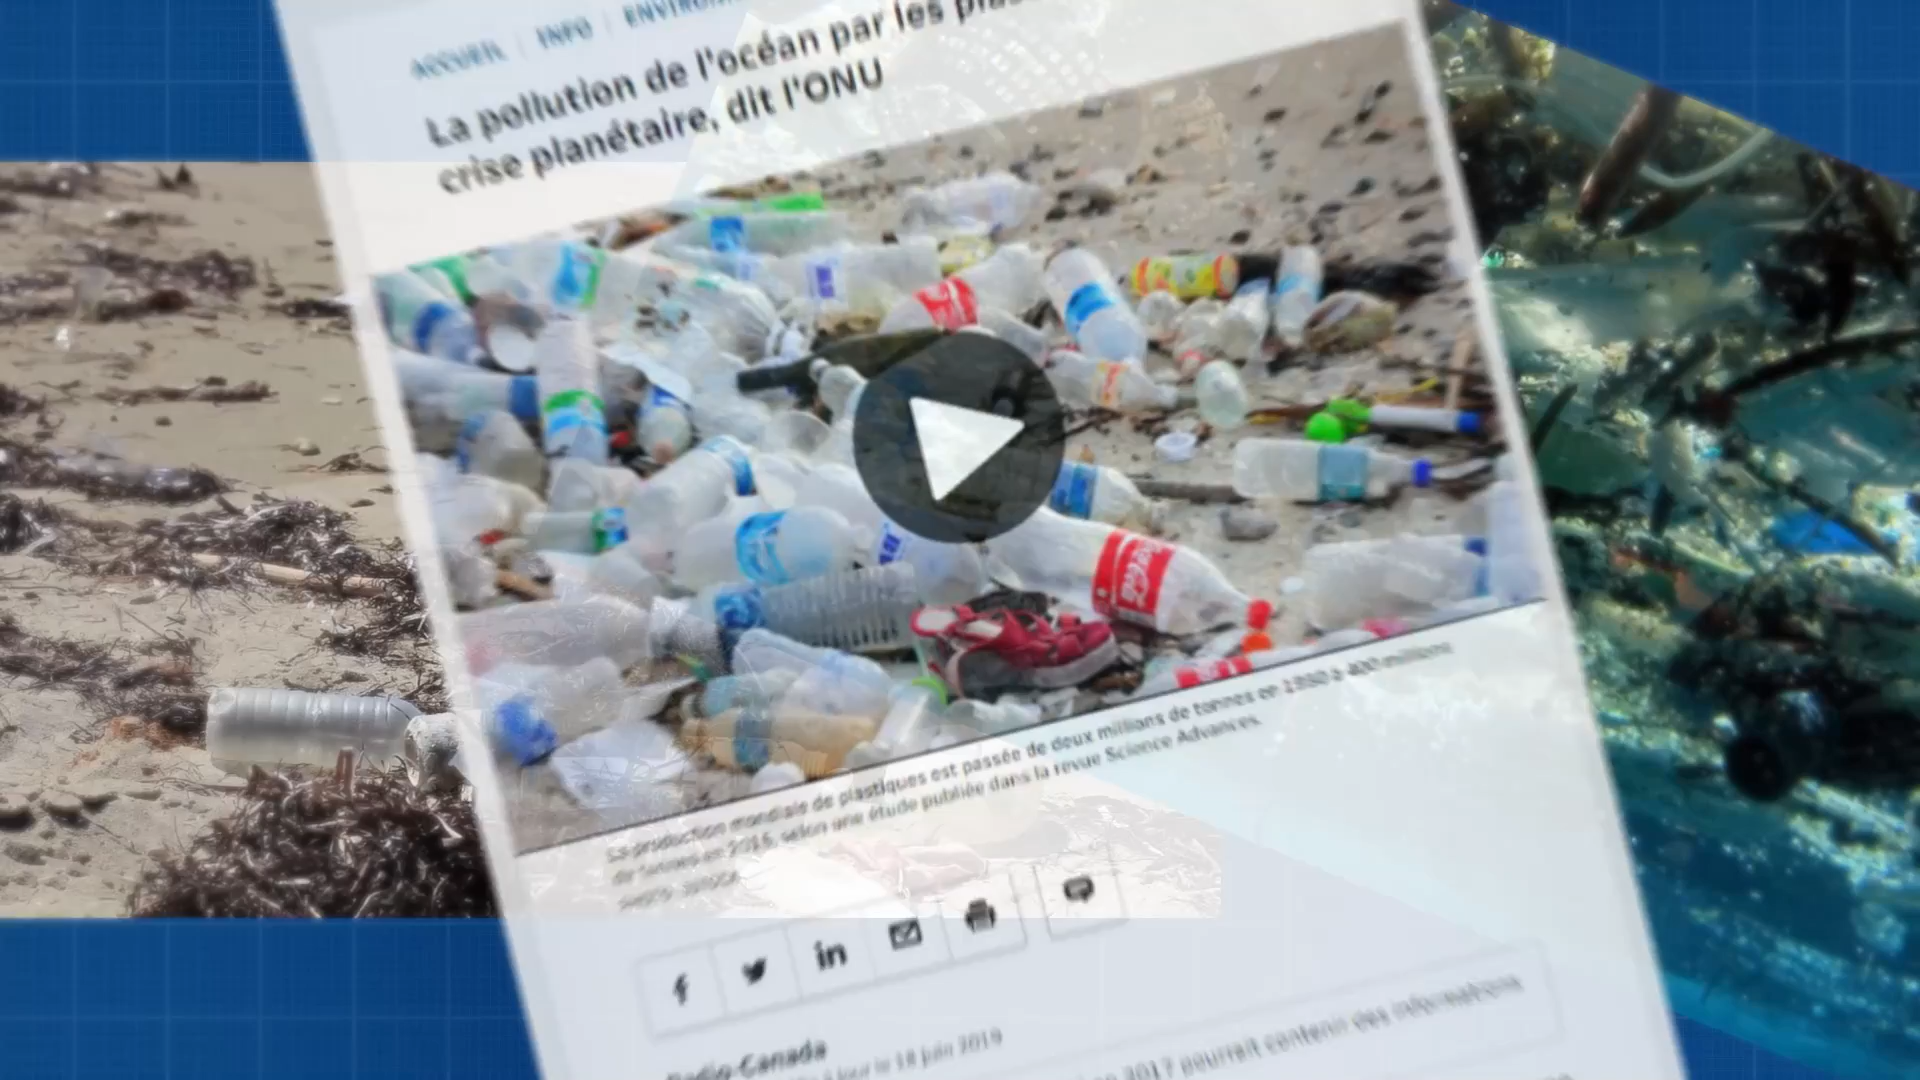 ACCUEIL | INFO | ENVIRONN
La pollution de l'océan par les plas
crise planétaire, dit l'ONU
La production mondiale de plastiques est passée de deux millions de tonnes en 1950 à 400 millions
de tonnes en 2016, selon une étude publiée dans la revue Science Advances.
Radio-Canada
à jour le 18 juin 2019
2017 pourrait contenir des informations